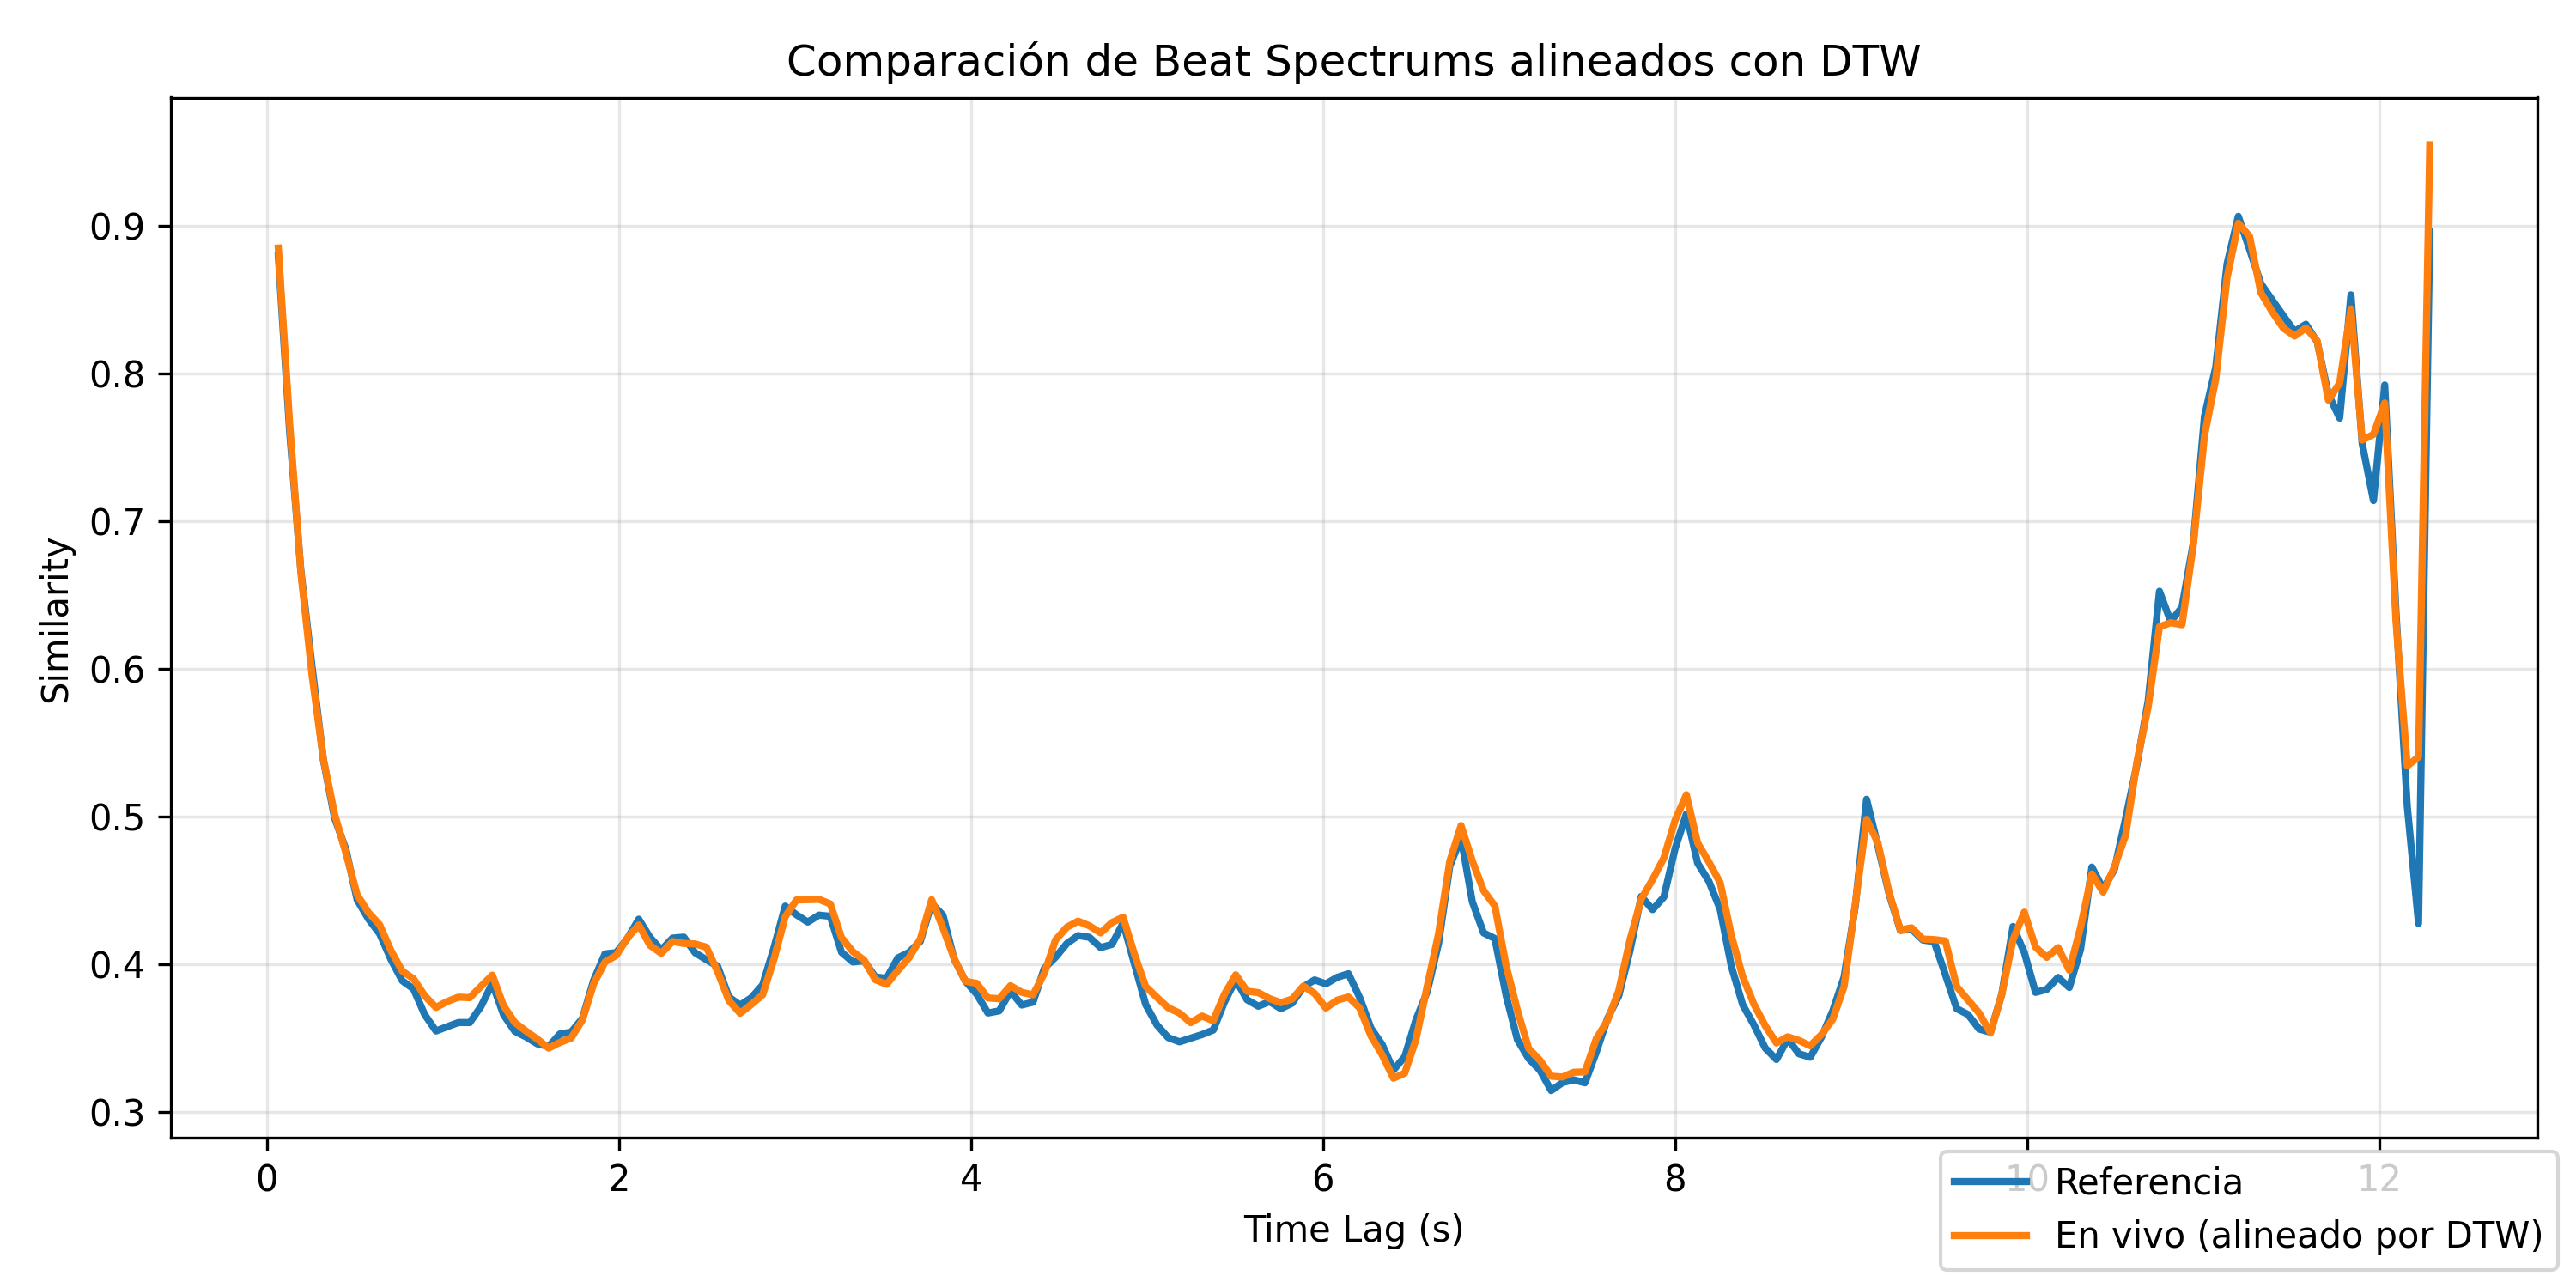 Comparación de Beat Spectrums alineados con DTW
Similarity
0.9
0.8
0.7
0.6
0.5
0.4
0.3
0 2 4 6 8 10 12
Time Lag (s)
Referencia
En vivo (alineado por DTW)